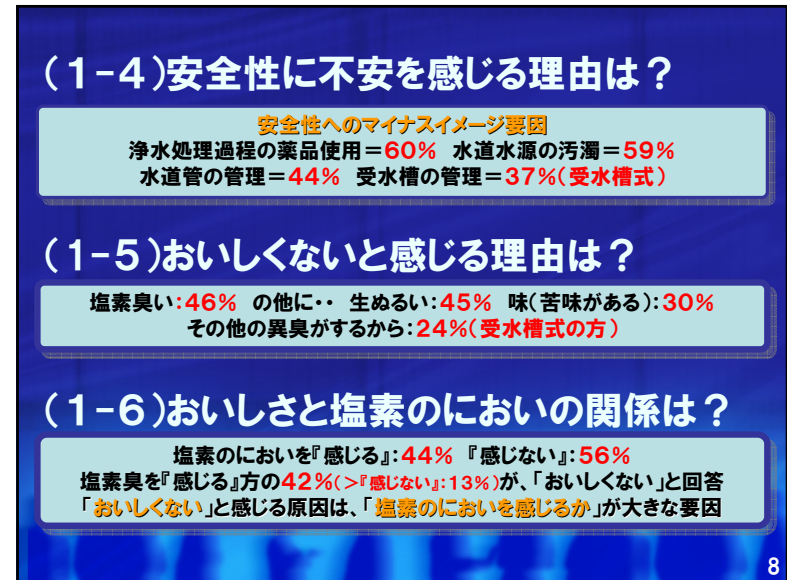 (1-4)安全性に不安を感じる理由は?
安全性へのマイナスイメージ要因
浄水処理過程の薬品使用=60% 水道水源の汚濁=59%
水道管の管理=44% 受水槽の管理=37%(受水槽式)
(1-5)おいしくないと感じる理由は?
塩素臭い:46% の他に・・ 生ぬるい:45% 味(苦味がある):30%
その他の異臭がするから:24%(受水槽式の方)
(1-6)おいしさと塩素のにおいの関係は?
塩素のにおいを『感じる』:44% 『感じない』:56%
塩素臭を『感じる』方の42%(>『感じない』:13%)が、「おいしくない」と回答
「おいしくない」と感じる原因は、「塩素のにおいを感じるか」が大きな要因
8